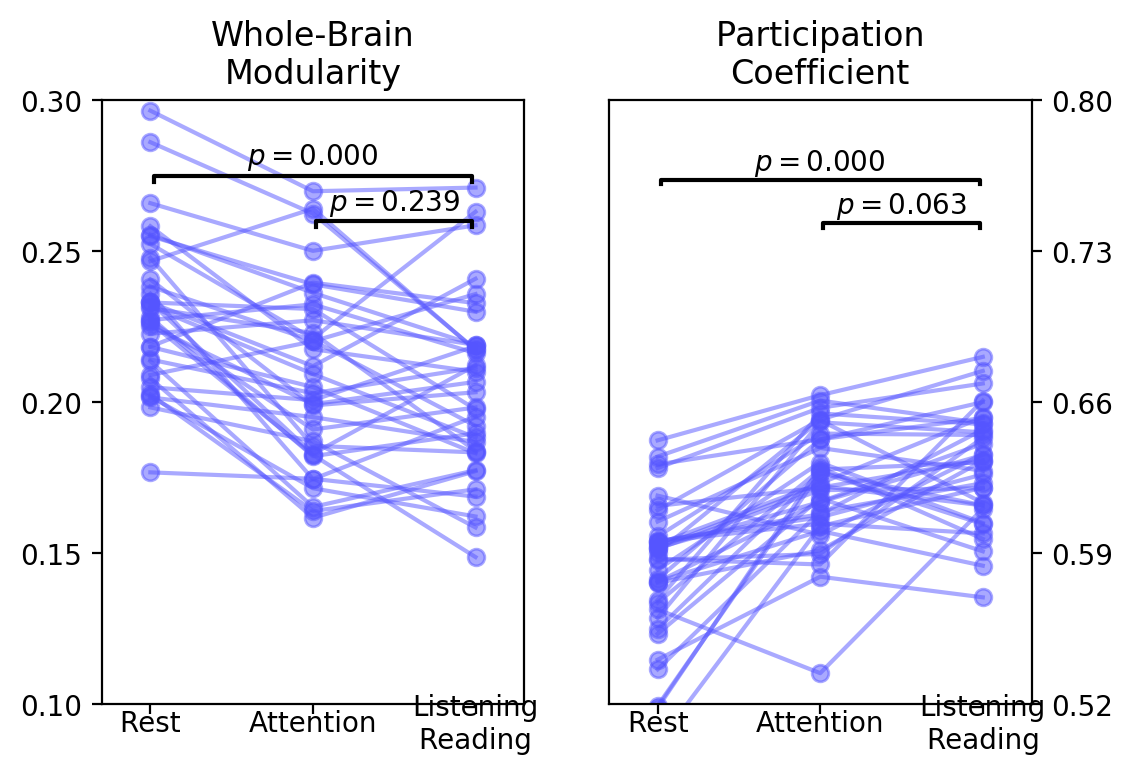 Whole-Brain
Modularity
Participation
Coefficient
0.30
0.25
0.20
0.15
0.10
p = 0.000
p = 0.239
Rest
Attention
Listening
Reading
p = 0.000
p = 0.063
0.80
0.73
0.66
0.59
0.52
Rest
Attention
Listening
Reading